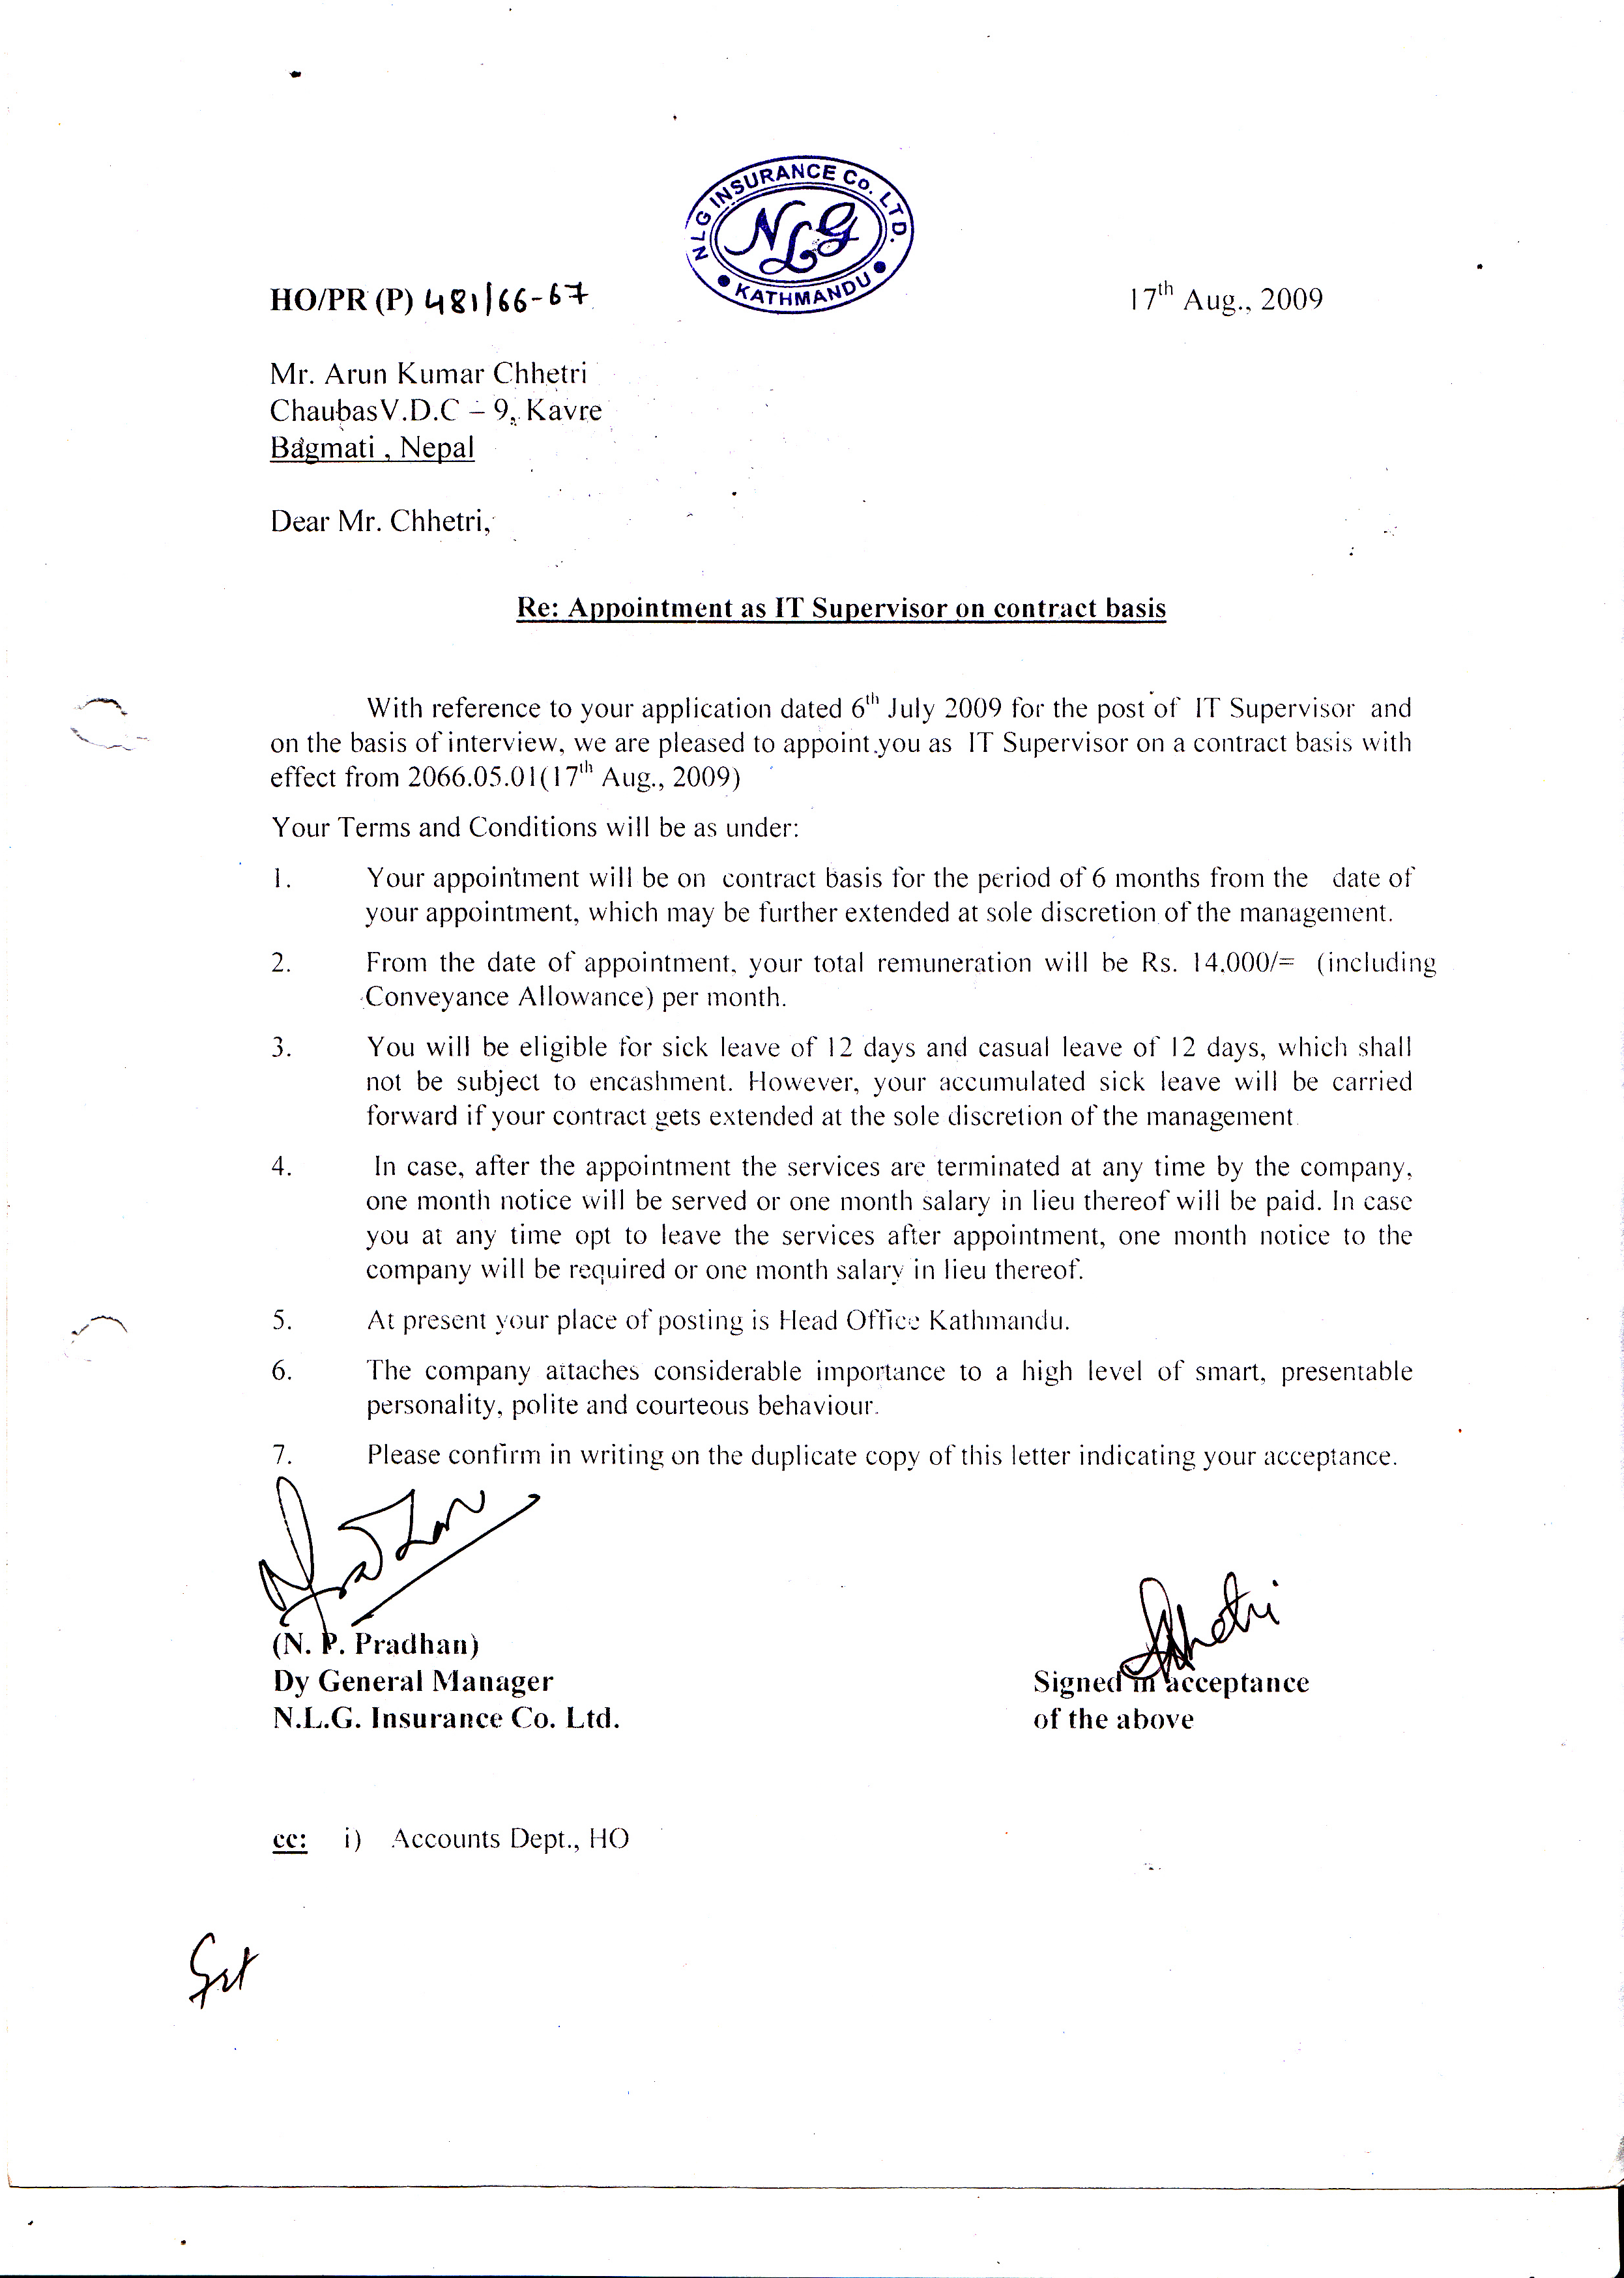 NLG INSURANCE Co. LTD.
NLG
KATHMANDU
HO/PR (P) 481/66-67
17th Aug., 2009
Mr. Arun Kumar Chhetri
Chaubas V.D.C – 9, Kavre
Bagmati , Nepal
Dear Mr. Chhetri,
Re: Appointment as IT Supervisor on contract basis
With reference to your application dated 6th July 2009 for the post of IT Supervisor and
on the basis of interview, we are pleased to appoint you as IT Supervisor on a contract basis with
effect from 2066.05.01(17th Aug., 2009)
Your Terms and Conditions will be as under:
1. Your appointment will be on contract basis for the period of 6 months from the date of
your appointment, which may be further extended at sole discretion of the management.
2. From the date of appointment, your total remuneration will be Rs. 14,000/= (including
Conveyance Allowance) per month.
3. You will be eligible for sick leave of 12 days and casual leave of 12 days, which shall
not be subject to encashment. However, your accumulated sick leave will be carried
forward if your contract gets extended at the sole discretion of the management.
4. In case, after the appointment the services are terminated at any time by the company,
one month notice will be served or one month salary in lieu thereof will be paid. In case
you at any time opt to leave the services after appointment, one month notice to the
company will be required or one month salary in lieu thereof.
5. At present your place of posting is Head Office Kathmandu.
6. The company attaches considerable importance to a high level of smart, presentable
personality, polite and courteous behaviour.
7. Please confirm in writing on the duplicate copy of this letter indicating your acceptance.
(N. P. Pradhan)
Dy General Manager
N.L.G. Insurance Co. Ltd.
Signed in acceptance
of the above
cc: i) Accounts Dept., HO